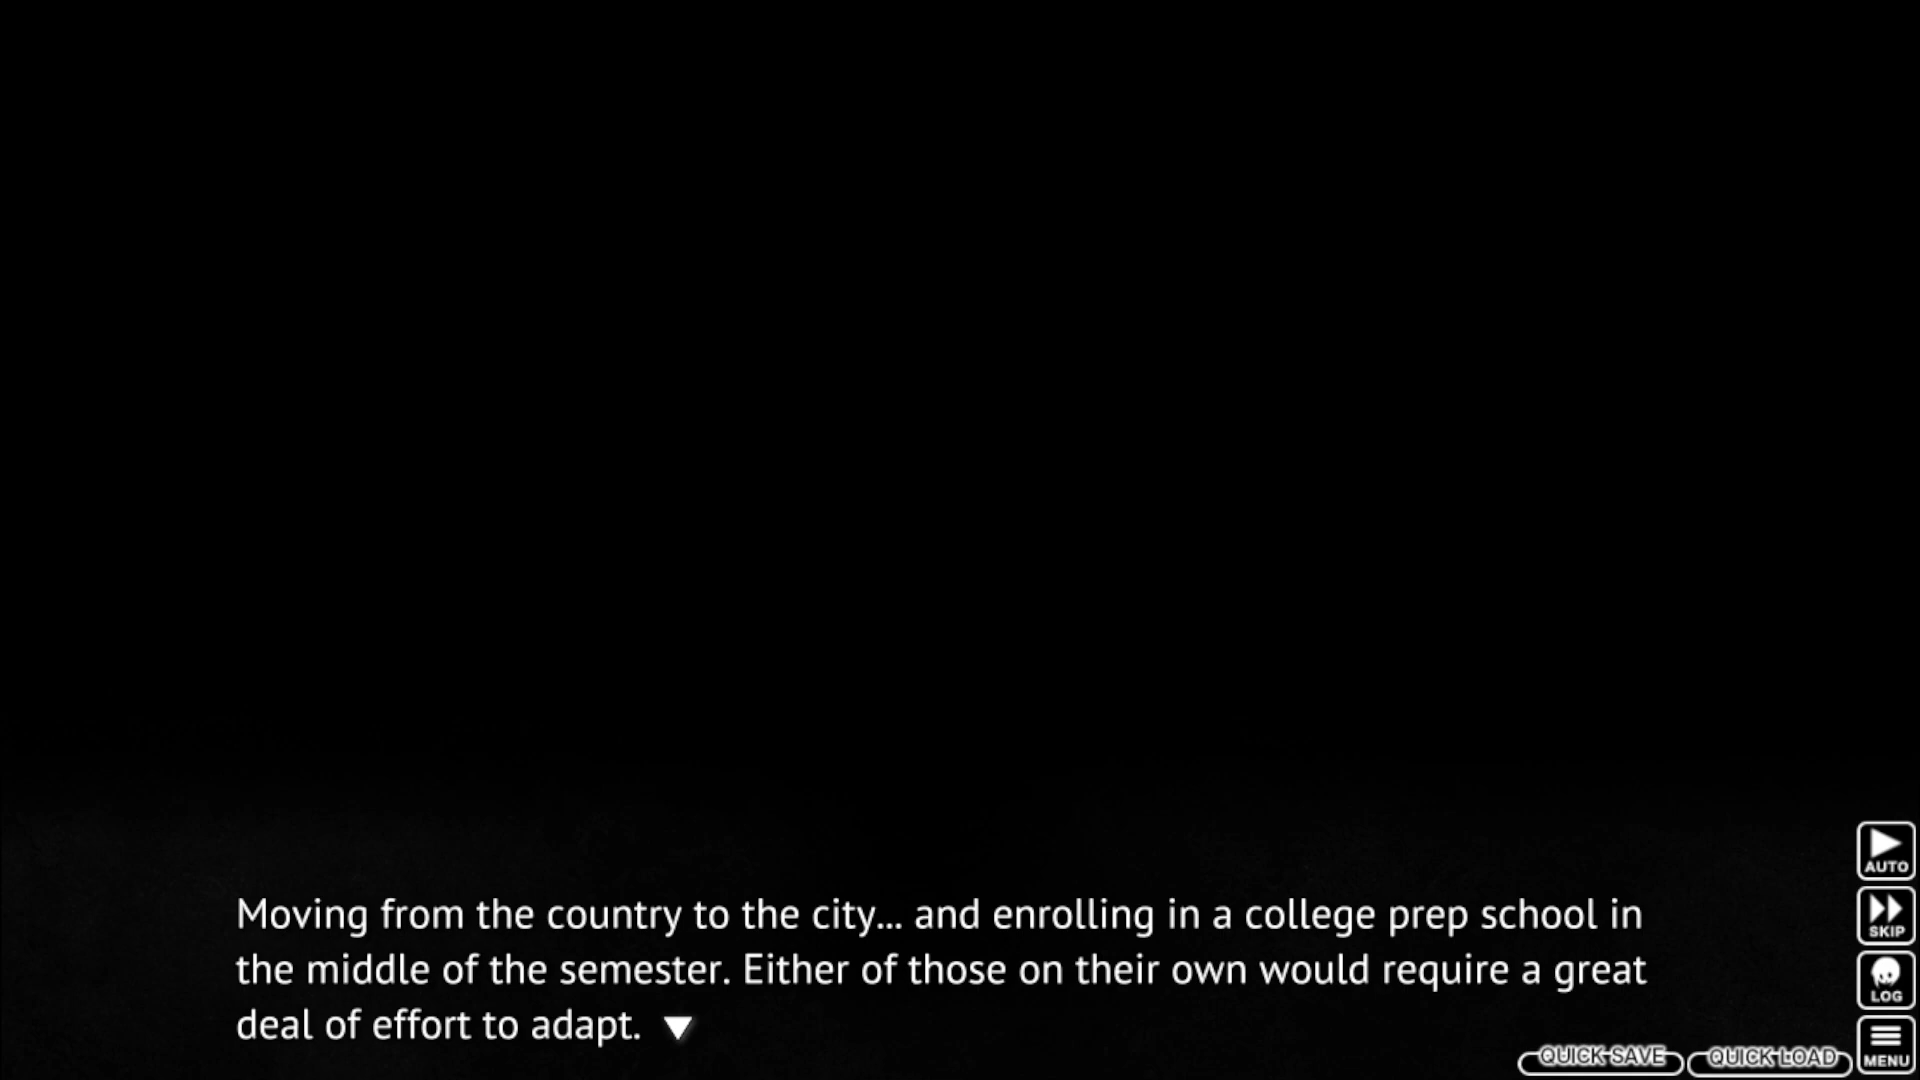 Moving from the country to the city... and enrolling in a college prep school in
the middle of the semester. Either of those on their own would require a great
deal of effort to adapt.
AUTO
SKIP
LOG
MENU
QUICK SAVE QUICK LOAD